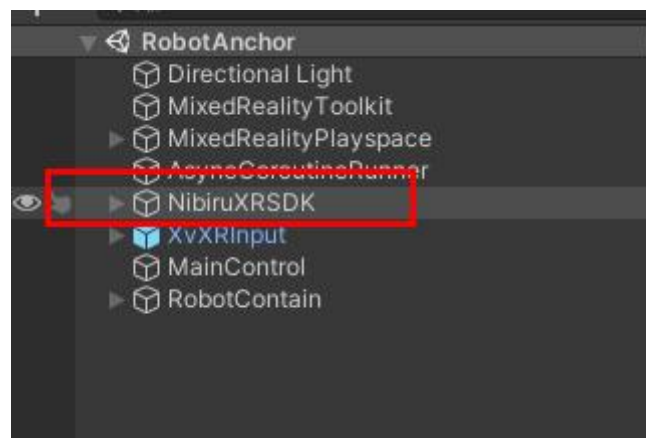 RobotAnchor
Directional Light
MixedRealityToolkit
MixedRealityPlayspace
AsyncCoroutineRunner
NibiruXRSDK
XvXRInput
MainControl
RobotContain